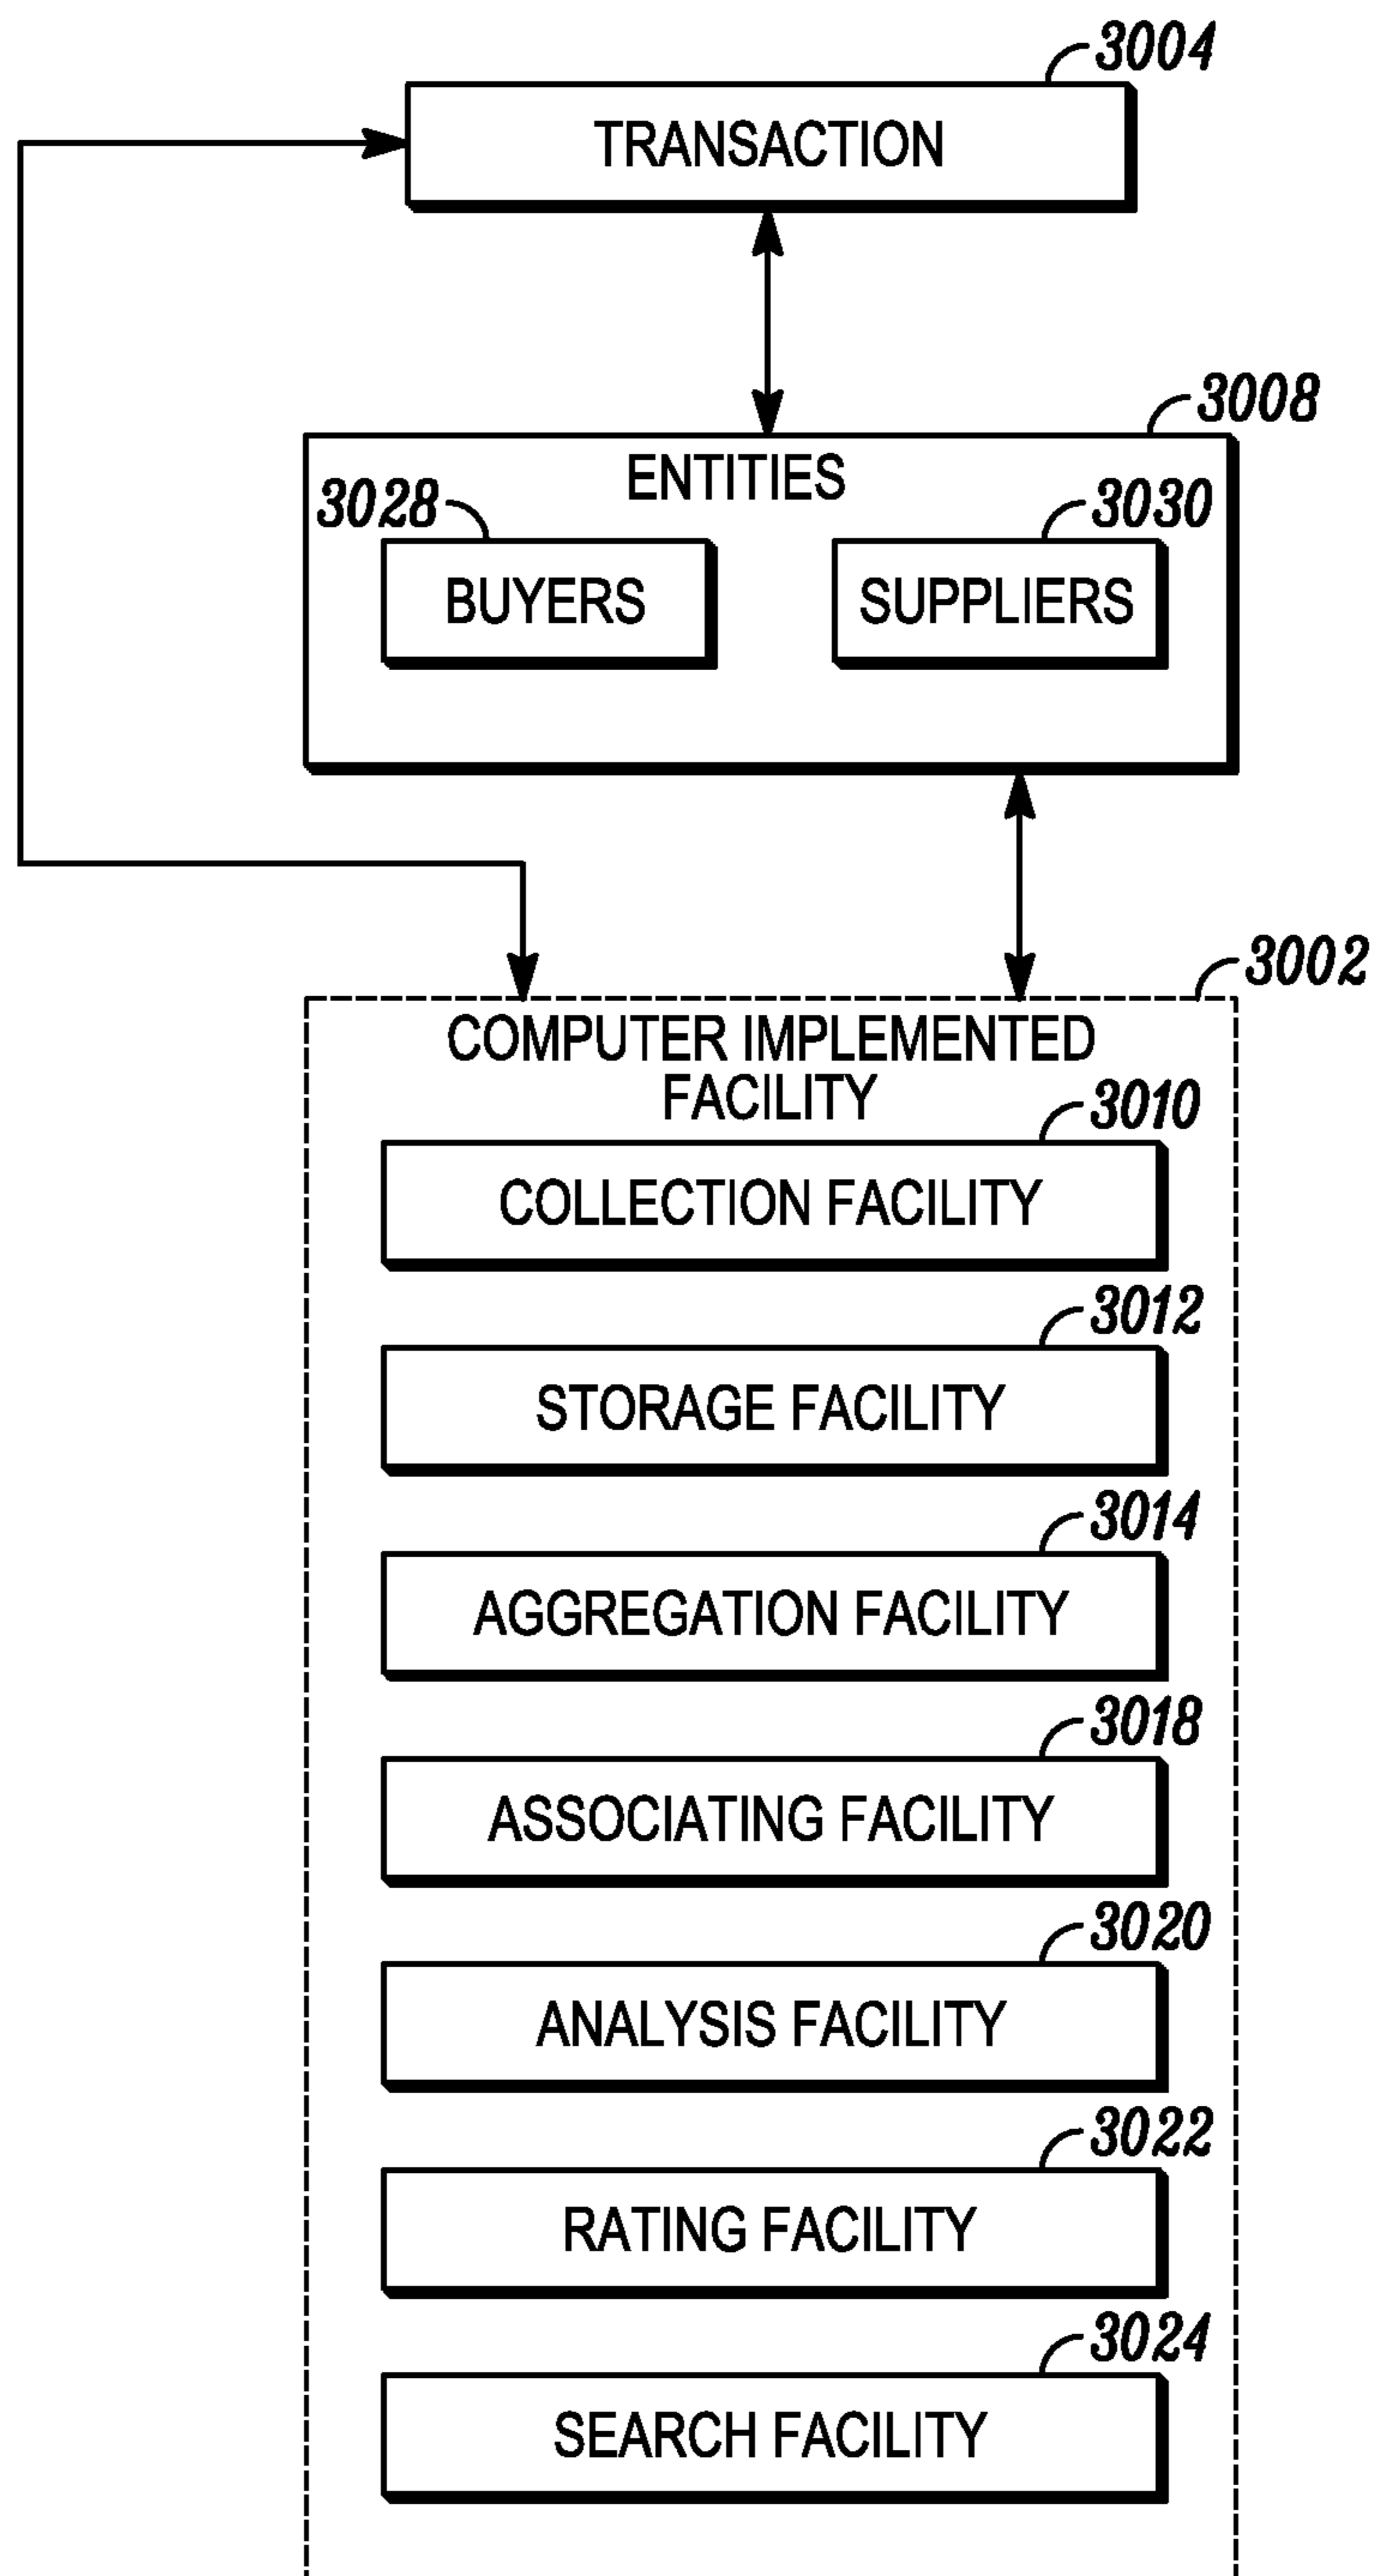 3004
TRANSACTION
3008
ENTITIES
3028
3030
BUYERS
SUPPLIERS
3002
COMPUTER IMPLEMENTED
FACILITY
3010
COLLECTION FACILITY
3012
STORAGE FACILITY
3014
AGGREGATION FACILITY
3018
ASSOCIATING FACILITY
3020
ANALYSIS FACILITY
3022
RATING FACILITY
3024
SEARCH FACILITY